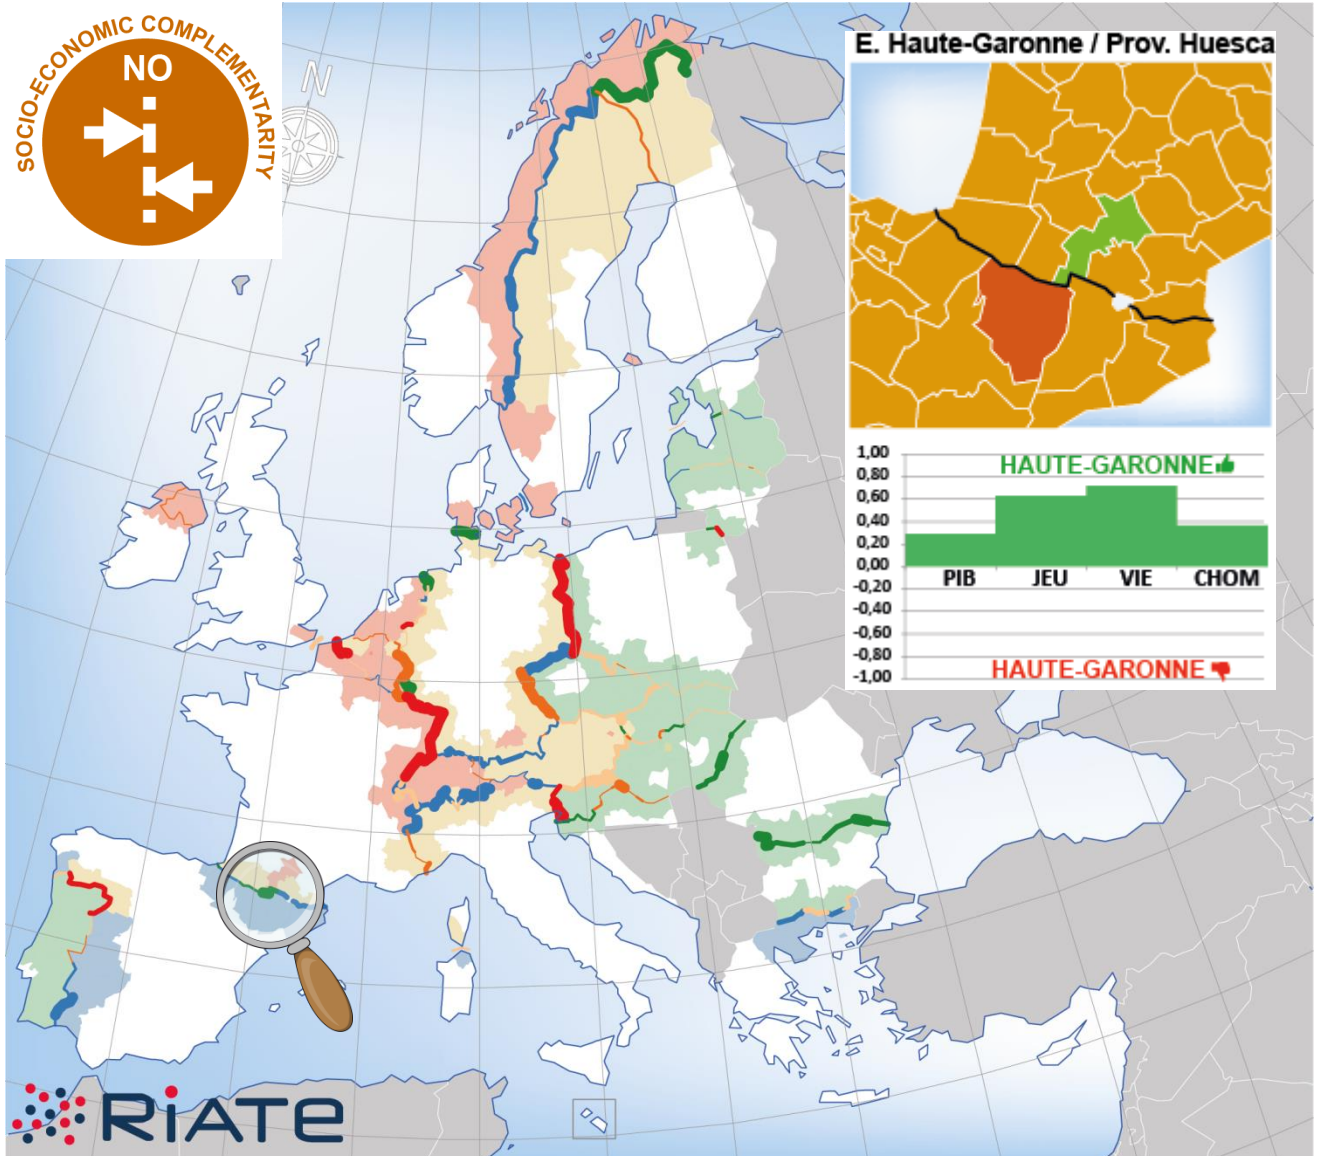 SOCIO-ECONOMIC COMPLEMENTARITY
NO
N
E. Haute-Garonne / Prov. Huesca
1,00
0,80
0,60
0,40
0,20
0,00
-0,20
-0,40
-0,60
-0,80
-1,00
HAUTE-GARONNE
PIB JEU VIE CHOM
HAUTE-GARONNE
RiATE